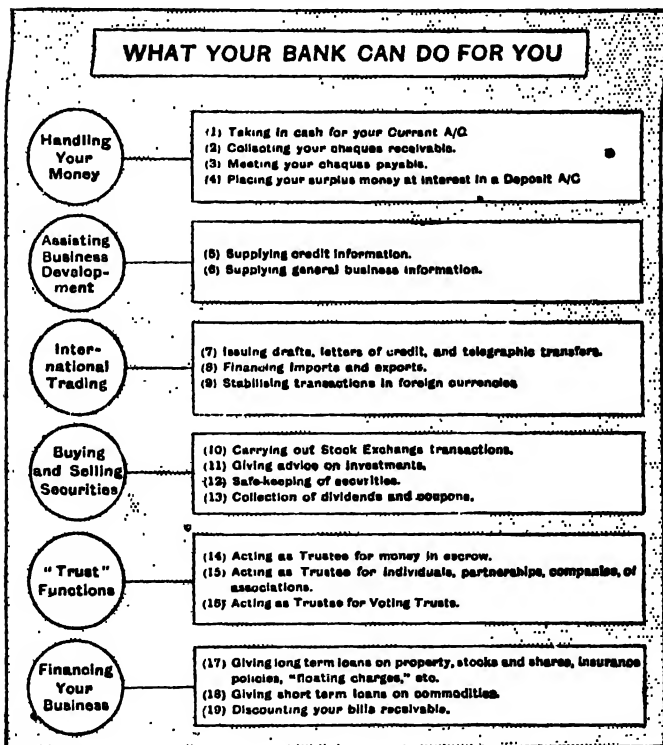 WHAT YOUR BANK CAN DO FOR YOU
Handling
Your
Money
(1) Taking in cash for your Current A/C
(2) Collecting your cheques receivable.
(3) Meeting your cheques payable.
(4) Placing your surplus money at interest in a Deposit A/C
Assisting
Business
Develop-
ment
(5) Supplying credit information.
(6) Supplying general business information.
Inter-
national
Trading
(7) Issuing drafts, letters of credit, and telegraphic transfers.
(8) Financing imports and exports.
(9) Stabilising transactions in foreign currencies
Buying
and Selling
Securities
(10) Carrying out Stock Exchange transactions.
(11) Giving advice on investments.
(12) Safe-keeping of securities.
(13) Collection of dividends and coupons.
"Trust"
Functions
(14) Acting as Trustee for money in escrow.
(15) Acting as Trustee for individuals, partnerships, companies, of
associations.
(16) Acting as Trustee for Voting Trusts.
Financing
Your
Business
(17) Giving long term loans on property, stocks and shares, insurance
policies, "floating charges," etc.
(18) Giving short term loans on commodities.
(19) Discounting your bills receivable.